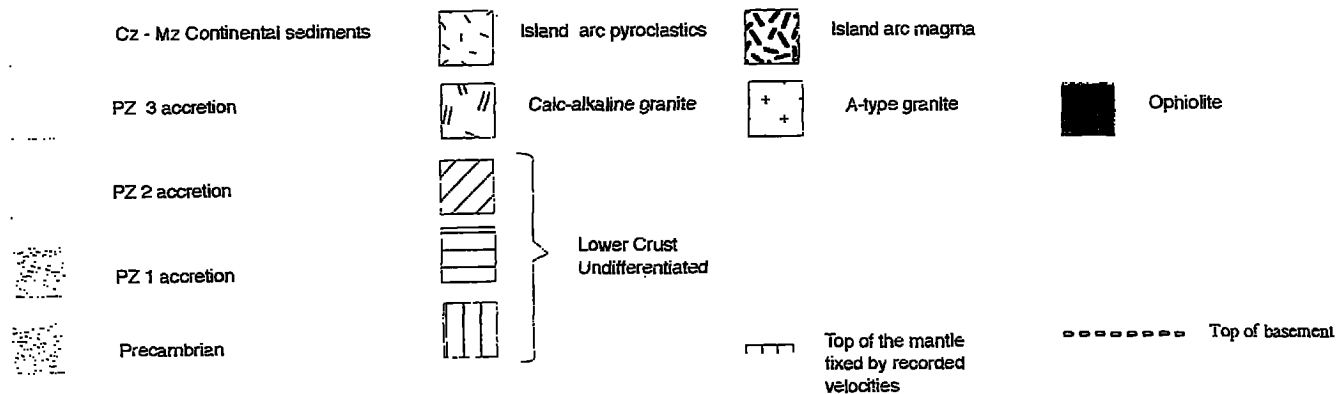 Cz - Mz Continental sediments
Island arc pyroclastics
Island arc magma
PZ 3 accretion
Calc-alkaline granite
A-type granite
Ophiolite
PZ 2 accretion
PZ 1 accretion
Lower Crust
Undifferentiated
Precambrian
Top of the mantle
fixed by recorded
velocities
Top of basement